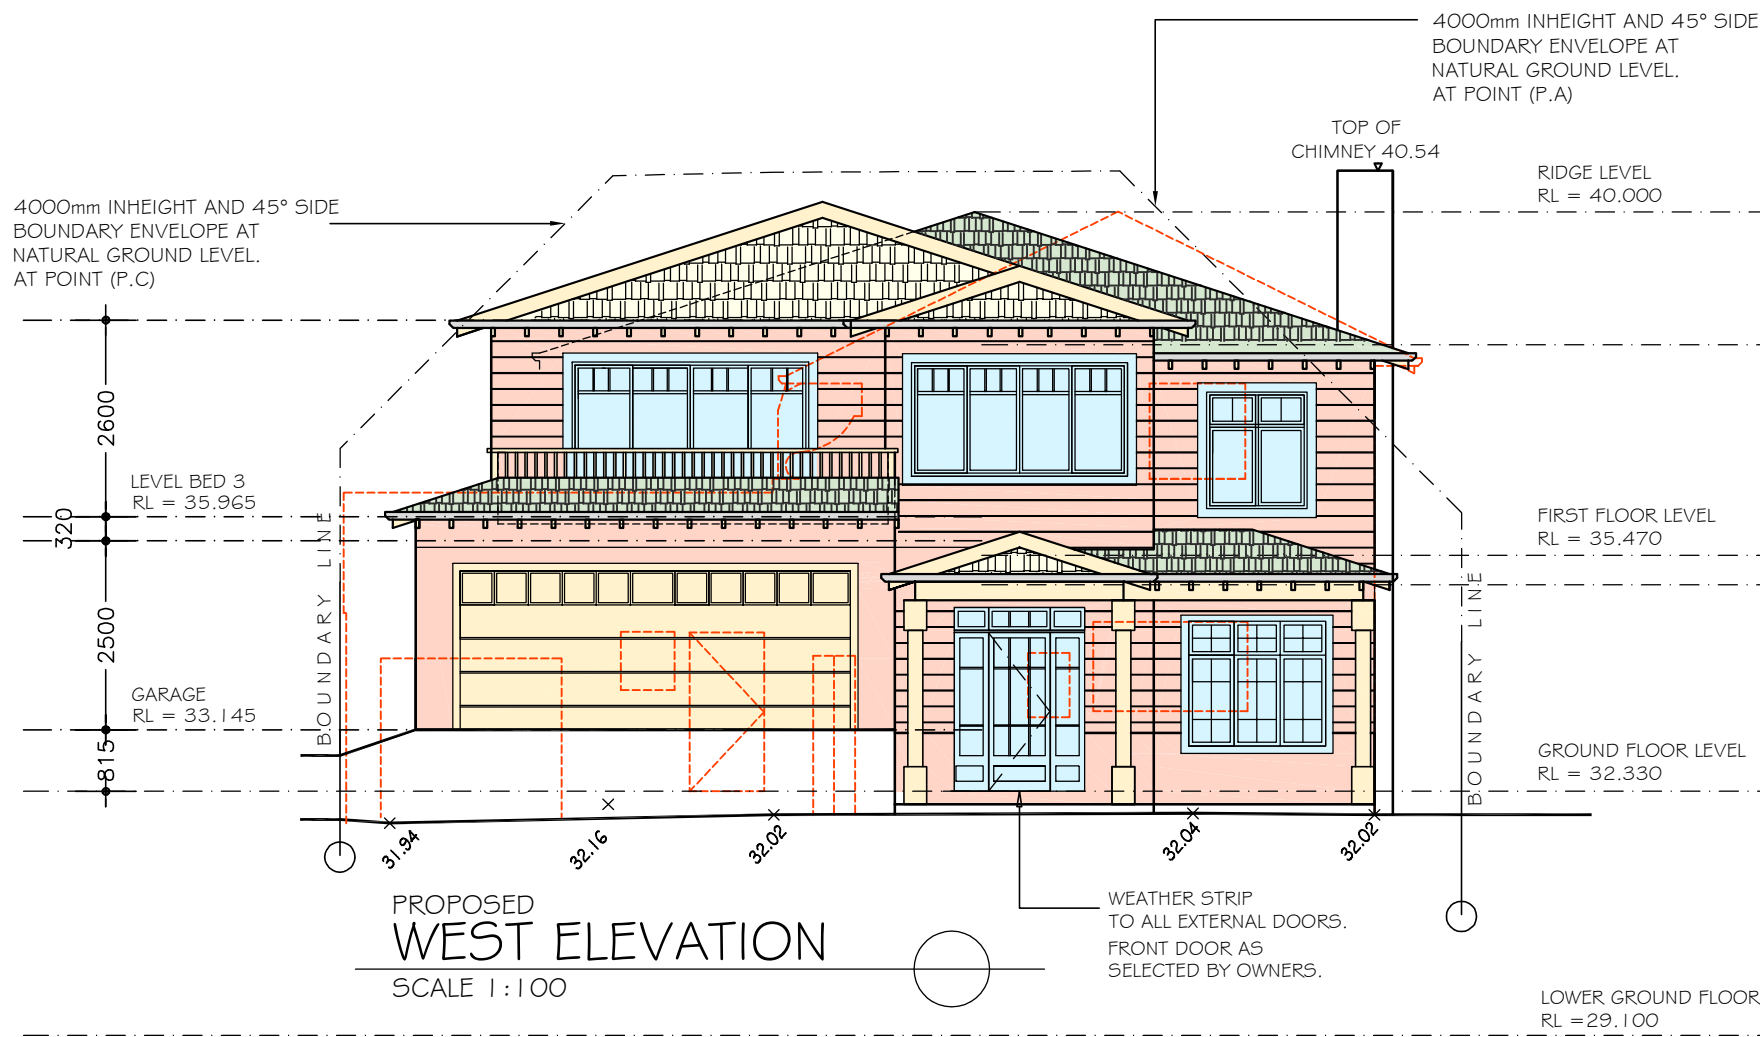 4000mm INHEIGHT AND 45° SIDE
BOUNDARY ENVELOPE AT
NATURAL GROUND LEVEL.
AT POINT (P.A)
TOP OF
CHIMNEY 40.54
RIDGE LEVEL
RL = 40.000
4000mm INHEIGHT AND 45° SIDE
BOUNDARY ENVELOPE AT
NATURAL GROUND LEVEL.
AT POINT (P.C)
2600
LEVEL BED 3
RL = 35.965
320
FIRST FLOOR LEVEL
RL = 35.470
BOUNDARY LINE
BOUNDARY LINE
2500
GARAGE
RL = 33.145
815
GROUND FLOOR LEVEL
RL = 32.330
31.94
32.16
32.02
32.04
32.02
PROPOSED
WEST ELEVATION
SCALE 1:100
WEATHER STRIP
TO ALL EXTERNAL DOORS.
FRONT DOOR AS
SELECTED BY OWNERS.
LOWER GROUND FLOOR
RL =29.100